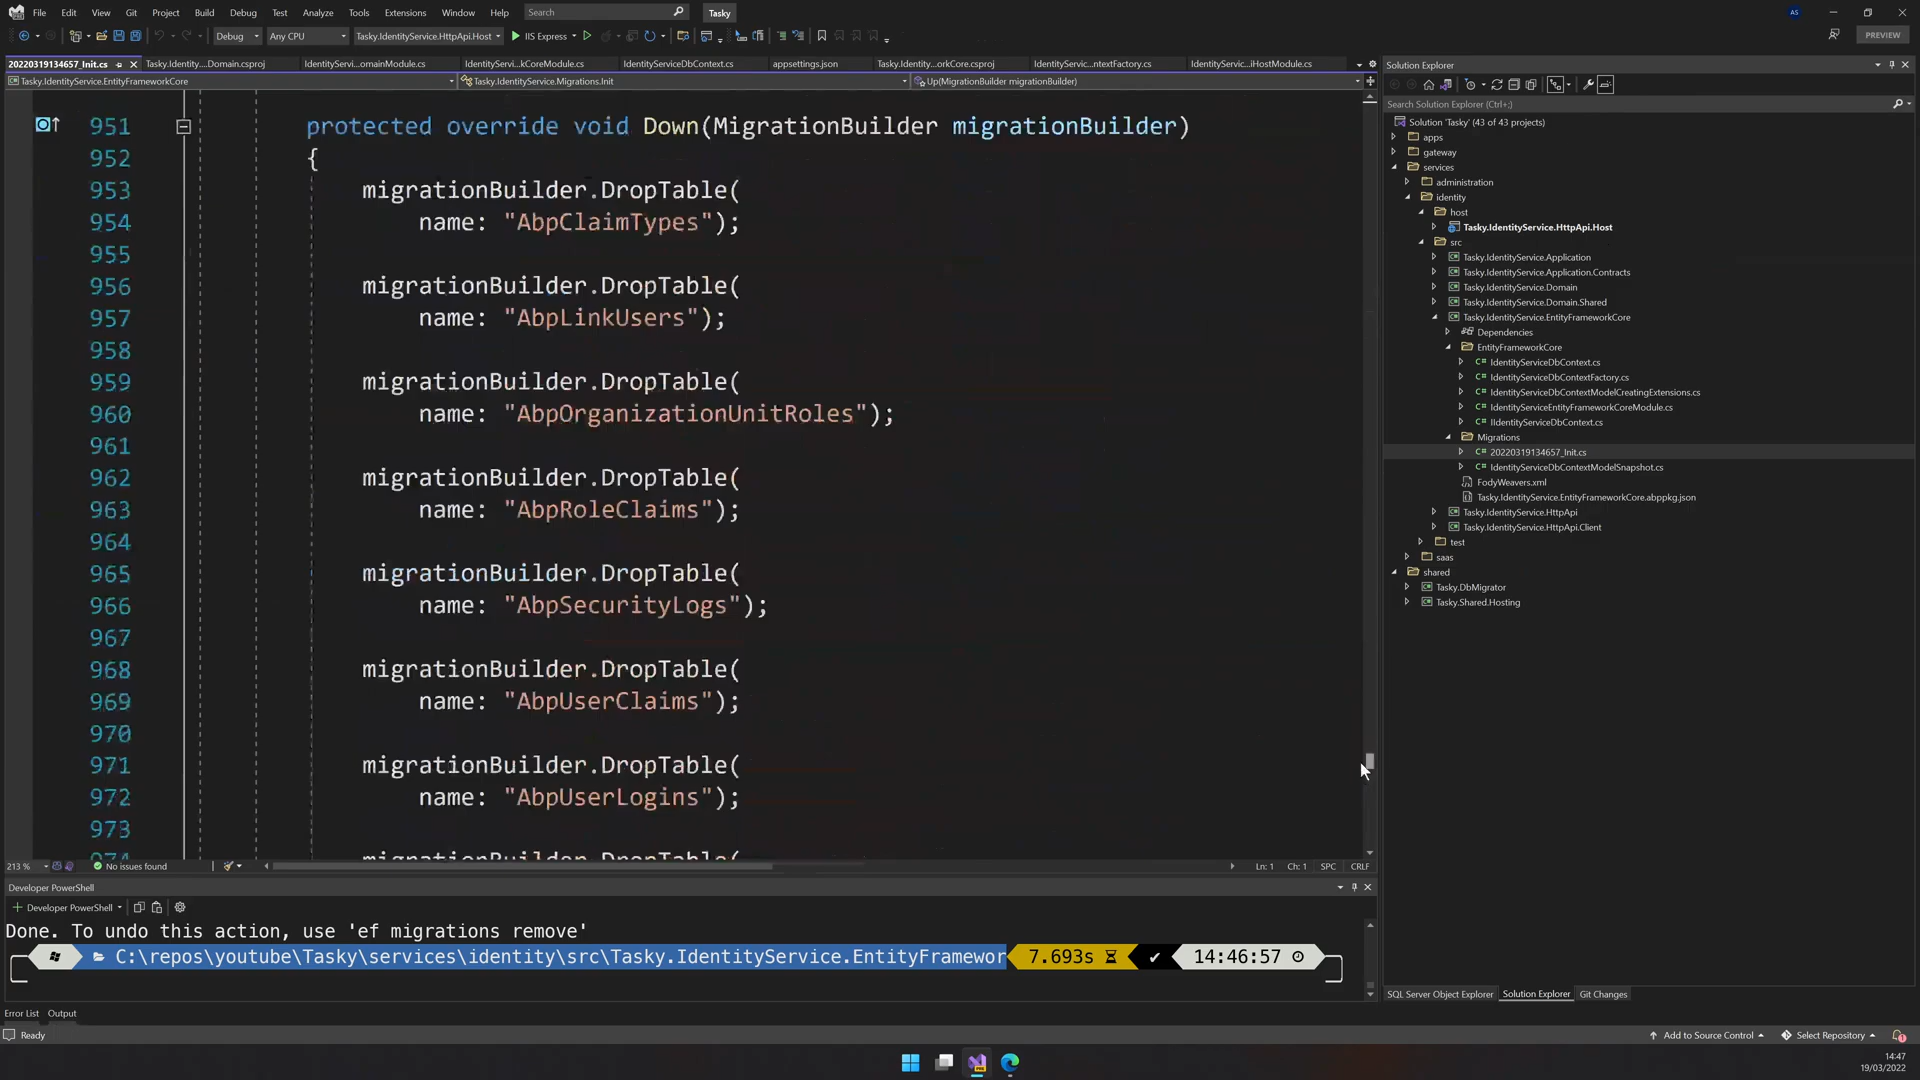 File Edit View Git Project Build Debug Test Analyze Tools Extensions Window Help Search Tasky AS
Debug Any CPU Tasky.IdentityService.HttpApi.Host IIS Express PREVIEW
20220319134657_Init.cs Tasky.Identity....Domain.csproj IdentityServi...omainModule.cs IdentityServi...kCoreModule.cs IdentityServiceDbContext.cs appsettings.json Tasky.Identity...orkCore.csproj IdentityServic...ntextFactory.cs IdentityServic...iHostModule.cs
Tasky.IdentityService.EntityFrameworkCore Tasky.IdentityService.Migrations.Init Up(MigrationBuilder migrationBuilder)
951 protected override void Down(MigrationBuilder migrationBuilder)
952 {
953 migrationBuilder.DropTable(
954 name: "AbpClaimTypes");
955
956 migrationBuilder.DropTable(
957 name: "AbpLinkUsers");
958
959 migrationBuilder.DropTable(
960 name: "AbpOrganizationUnitRoles");
961
962 migrationBuilder.DropTable(
963 name: "AbpRoleClaims");
964
965 migrationBuilder.DropTable(
966 name: "AbpSecurityLogs");
967
968 migrationBuilder.DropTable(
969 name: "AbpUserClaims");
970
971 migrationBuilder.DropTable(
972 name: "AbpUserLogins");
973
974 migrationBuilder.DropTable(
213 % No issues found Ln: 1 Ch: 1 SPC CRLF
Developer PowerShell
Developer PowerShell
Done. To undo this action, use 'ef migrations remove'
C:\repos\youtube\Tasky\services\identity\src\Tasky.IdentityService.EntityFramewor 7.693s 14:46:57
Error List Output
Ready
Solution Explorer
Search Solution Explorer (Ctrl+;)
Solution 'Tasky' (43 of 43 projects)
apps
gateway
services
administration
identity
host
Tasky.IdentityService.HttpApi.Host
src
Tasky.IdentityService.Application
Tasky.IdentityService.Application.Contracts
Tasky.IdentityService.Domain
Tasky.IdentityService.Domain.Shared
Tasky.IdentityService.EntityFrameworkCore
Dependencies
EntityFrameworkCore
IdentityServiceDbContext.cs
IdentityServiceDbContextFactory.cs
IdentityServiceDbContextModelCreatingExtensions.cs
IdentityServiceEntityFrameworkCoreModule.cs
IIdentityServiceDbContext.cs
Migrations
20220319134657_Init.cs
IdentityServiceDbContextModelSnapshot.cs
FodyWeavers.xml
Tasky.IdentityService.EntityFrameworkCore.abppkg.json
Tasky.IdentityService.HttpApi
Tasky.IdentityService.HttpApi.Client
test
saas
shared
Tasky.DbMigrator
Tasky.Shared.Hosting
SQL Server Object Explorer Solution Explorer Git Changes
Add to Source Control Select Repository 1
14:47
19/03/2022